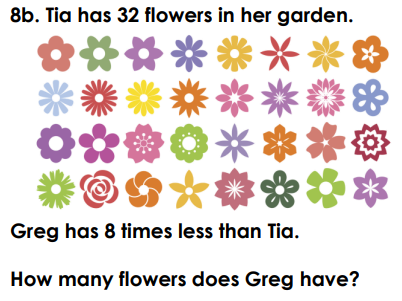 8b. Tia has 32 flowers in her garden.
Greg has 8 times less than Tia.
How many flowers does Greg have?